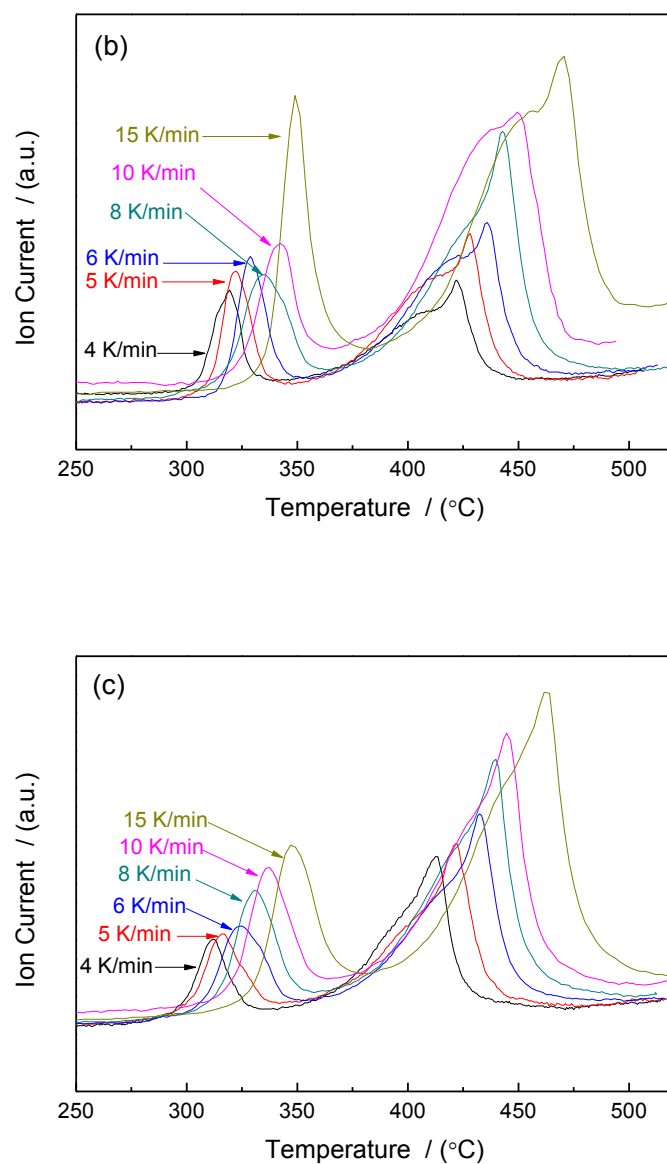 (b)
15 K/min
10 K/min
8 K/min
6 K/min
5 K/min
4 K/min
Ion Current / (a.u.)
250 300 350 400 450 500
Temperature / (°C)
(c)
15 K/min
10 K/min
8 K/min
6 K/min
5 K/min
4 K/min
Ion Current / (a.u.)
250 300 350 400 450 500
Temperature / (°C)